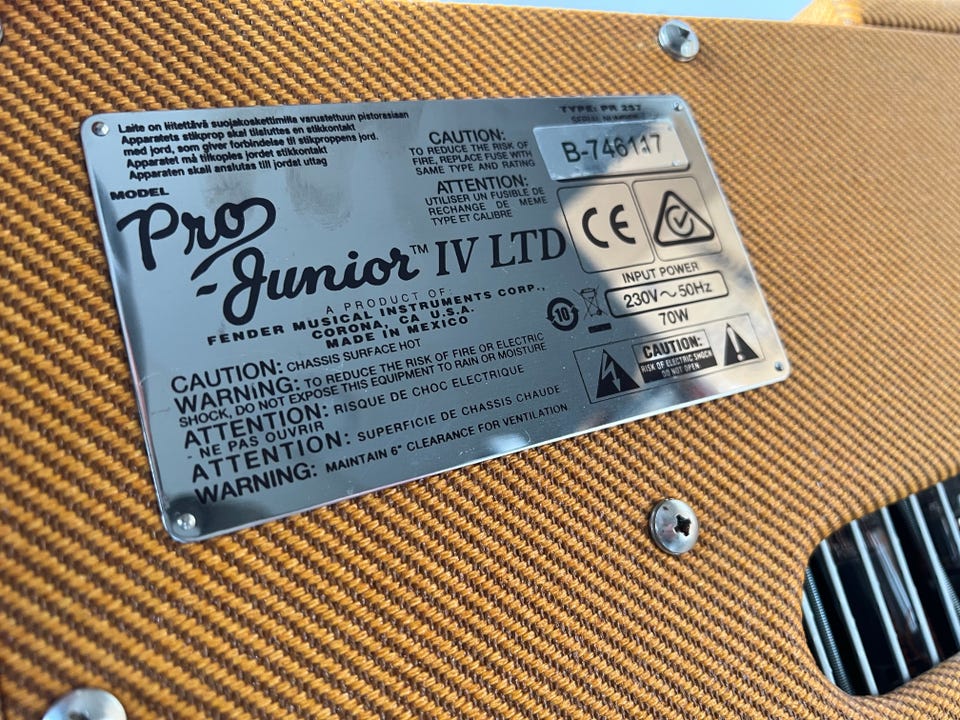 Laite on liitettävä suojakoskettimilla varustettuun pistorasiaan
Apparatets stikprop skal tilsluttes en stikkontakt
med jord, som giver forbindelse til stikproppens jord.
Apparatet må tilkoples jordet stikkontakt
Apparaten skall anslutas till jordat uttag
MODEL
Pro
Junior™ IV LTD
A PRODUCT OF:
FENDER MUSICAL INSTRUMENTS CORP.,
CORONA, CA U.S.A.
MADE IN MEXICO
CAUTION:
TO REDUCE THE RISK OF
FIRE, REPLACE FUSE WITH
SAME TYPE AND RATING
ATTENTION:
UTILISER UN FUSIBLE DE
RECHANGE DE MEME
TYPE ET CALIBRE
TYPE: PR 257
SERIAL NUMBER
B-746117
CE
INPUT POWER
230V~50Hz
70W
10
CAUTION:
RISK OF ELECTRIC SHOCK
DO NOT OPEN
CAUTION: CHASSIS SURFACE HOT
WARNING: TO REDUCE THE RISK OF FIRE OR ELECTRIC
SHOCK, DO NOT EXPOSE THIS EQUIPMENT TO RAIN OR MOISTURE
ATTENTION: RISQUE DE CHOC ELECTRIQUE
- NE PAS OUVRIR
ATTENTION: SUPERFICIE DE CHASSIS CHAUDE
WARNING: MAINTAIN 6" CLEARANCE FOR VENTILATION